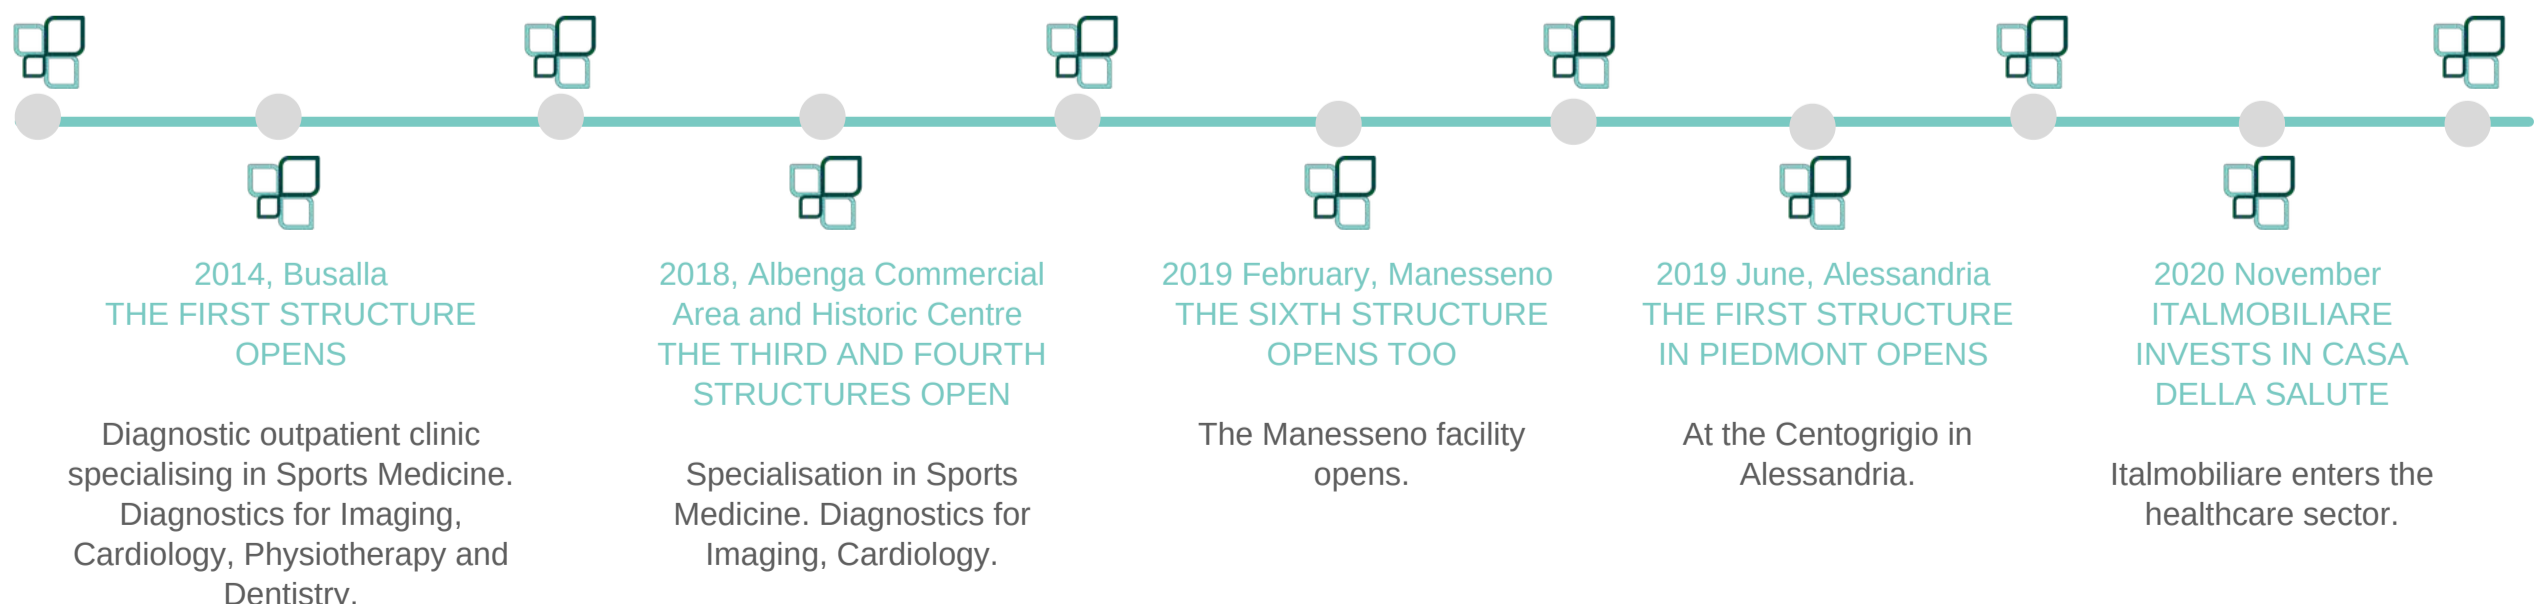 2014, Busalla
THE FIRST STRUCTURE
OPENS
Diagnostic outpatient clinic
specialising in Sports Medicine.
Diagnostics for Imaging,
Cardiology, Physiotherapy and
Dentistry.
2018, Albenga Commercial
Area and Historic Centre
THE THIRD AND FOURTH
STRUCTURES OPEN
Specialisation in Sports
Medicine. Diagnostics for
Imaging, Cardiology.
2019 February, Manesseno
THE SIXTH STRUCTURE
OPENS TOO
The Manesseno facility
opens.
2019 June, Alessandria
THE FIRST STRUCTURE
IN PIEDMONT OPENS
At the Centogrigio in
Alessandria.
2020 November
ITALMOBILIARE
INVESTS IN CASA
DELLA SALUTE
Italmobiliare enters the
healthcare sector.